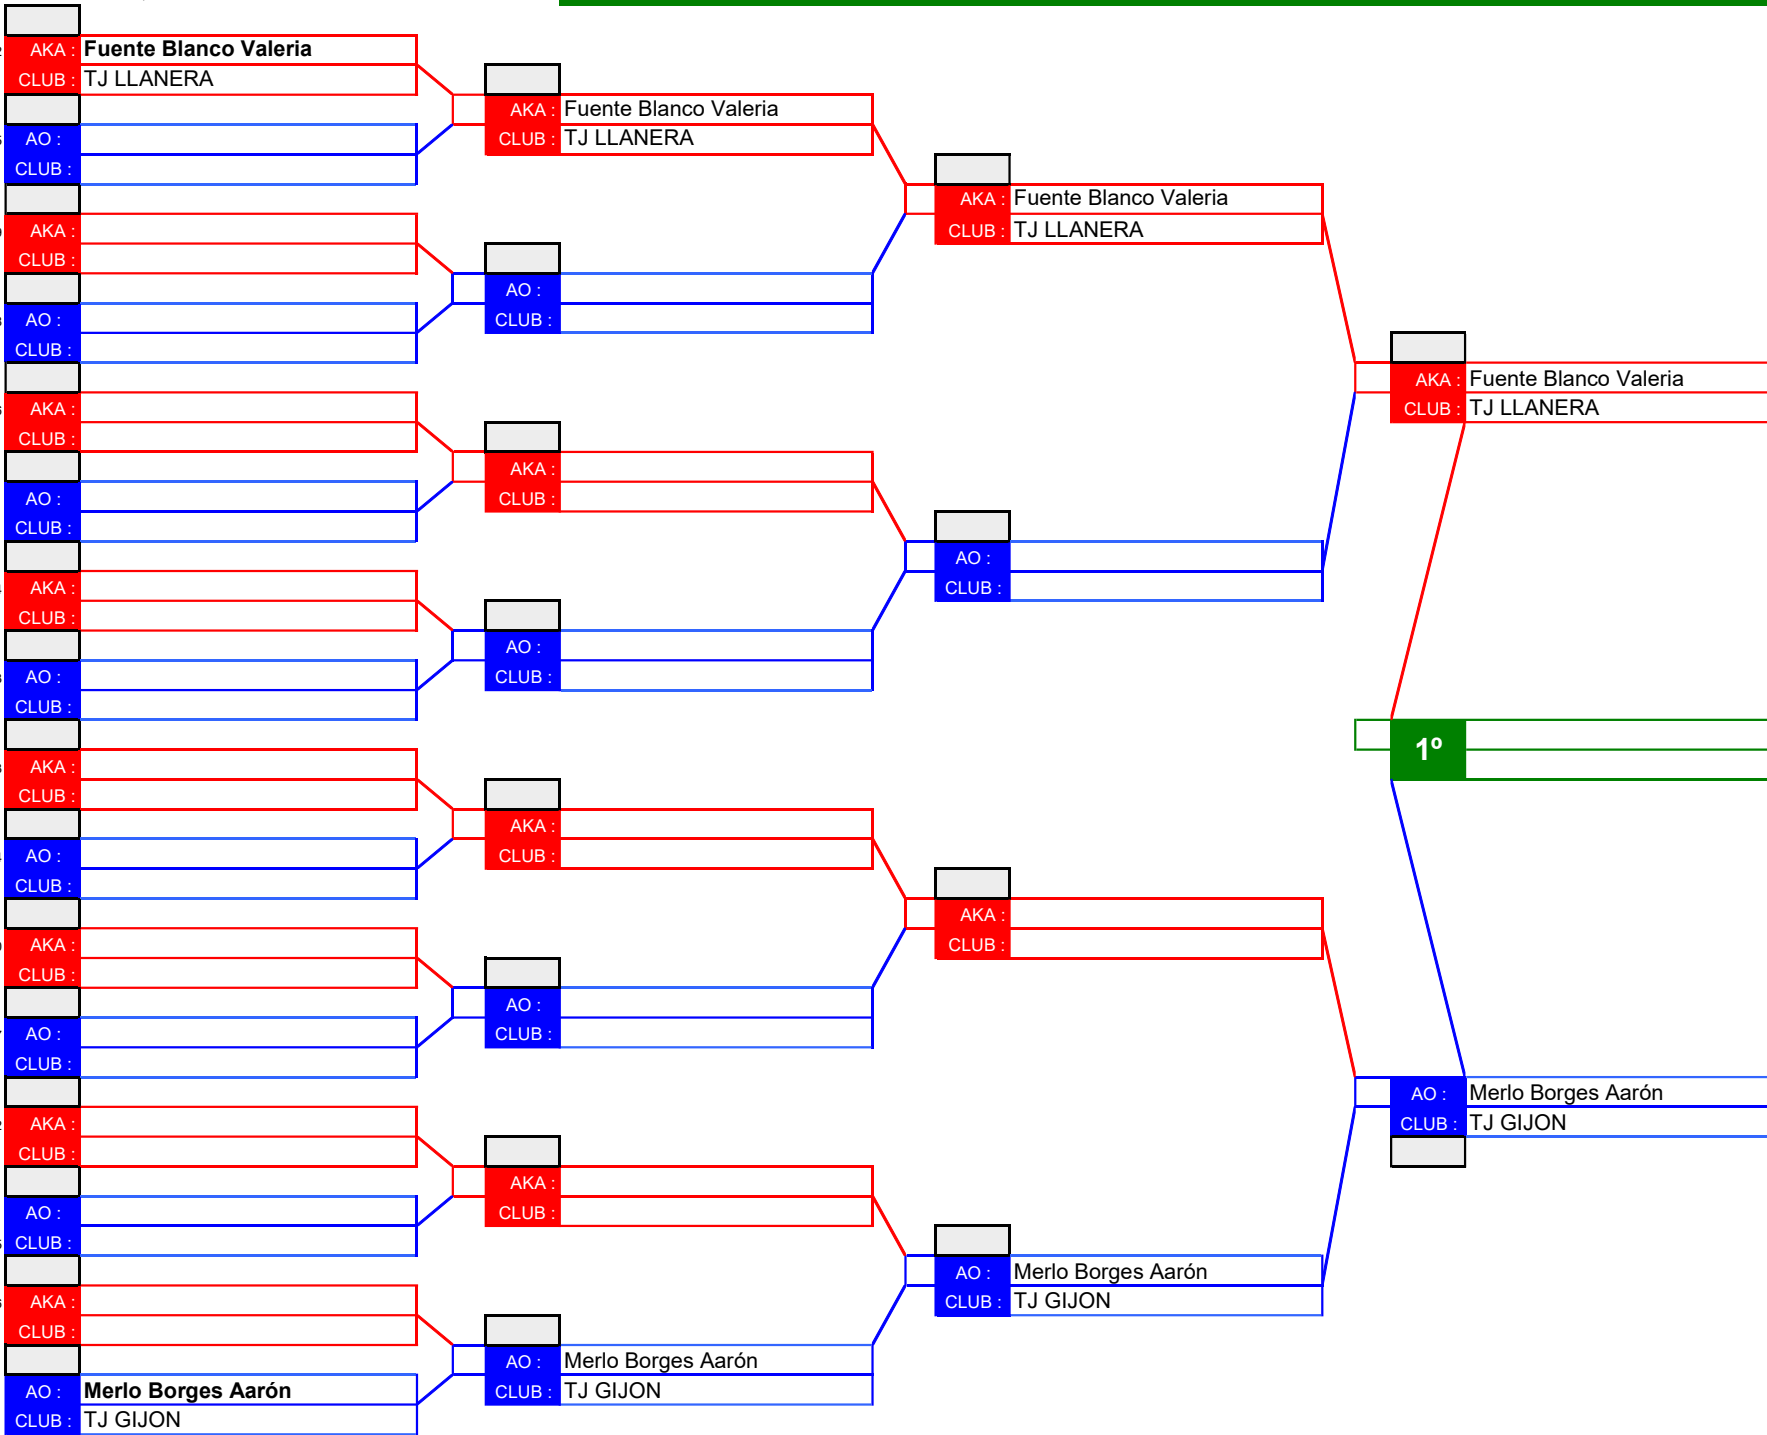 AKA : Fuente Blanco Valeria
CLUB : TJ LLANERA
AO :
CLUB :
AKA :
CLUB :
AO :
CLUB :
AKA :
CLUB :
AO :
CLUB :
AKA :
CLUB :
AO :
CLUB :
AKA :
CLUB :
AO :
CLUB :
AKA :
CLUB :
AO :
CLUB :
AKA :
CLUB :
AO :
CLUB :
AKA :
CLUB :
AO : Merlo Borges Aarón
CLUB : TJ GIJON
AKA : Fuente Blanco Valeria
CLUB : TJ LLANERA
AO :
CLUB :
AKA :
CLUB :
AO :
CLUB :
AKA :
CLUB :
AO :
CLUB :
AKA :
CLUB :
AO : Merlo Borges Aarón
CLUB : TJ GIJON
AKA : Fuente Blanco Valeria
CLUB : TJ LLANERA
AO :
CLUB :
AKA :
CLUB :
AO : Merlo Borges Aarón
CLUB : TJ GIJON
AKA : Fuente Blanco Valeria
CLUB : TJ LLANERA
1º
AO : Merlo Borges Aarón
CLUB : TJ GIJON